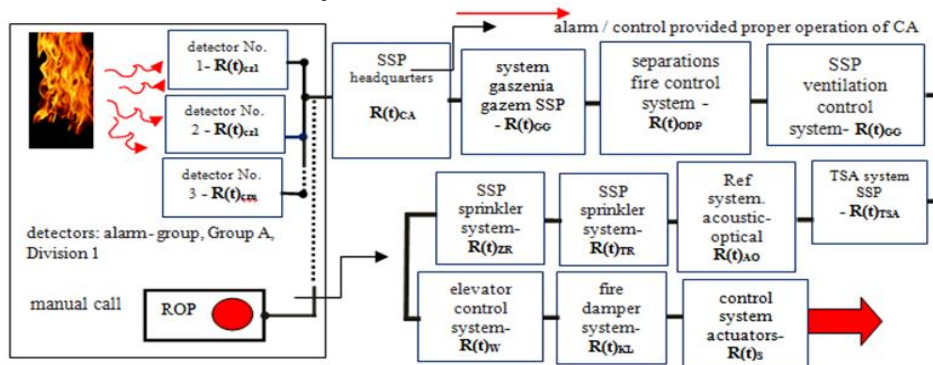 alarm / control provided proper operation of CA
detector No.
1- R(t)cz1
detector No.
2 - R(t)cz1
detector No.
3 - R(t)czn
detectors: alarm-group, Group A,
Division 1
manual call
ROP
SSP
headquarters
R(t)CA
system
gaszenia
gazem SSP
- R(t)GG
separations
fire control
system -
R(t)ODP
SSP
ventilation
control
system- R(t)GG
SSP
sprinkler
system-
R(t)ZR
SSP
sprinkler
system-
R(t)TR
Ref
system.
acoustic-
optical
R(t)AO
TSA system
SSP
- R(t)TSA
elevator
control
system-
R(t)W
fire
damper
system-
R(t)KL
control
system
actuators-
R(t)S